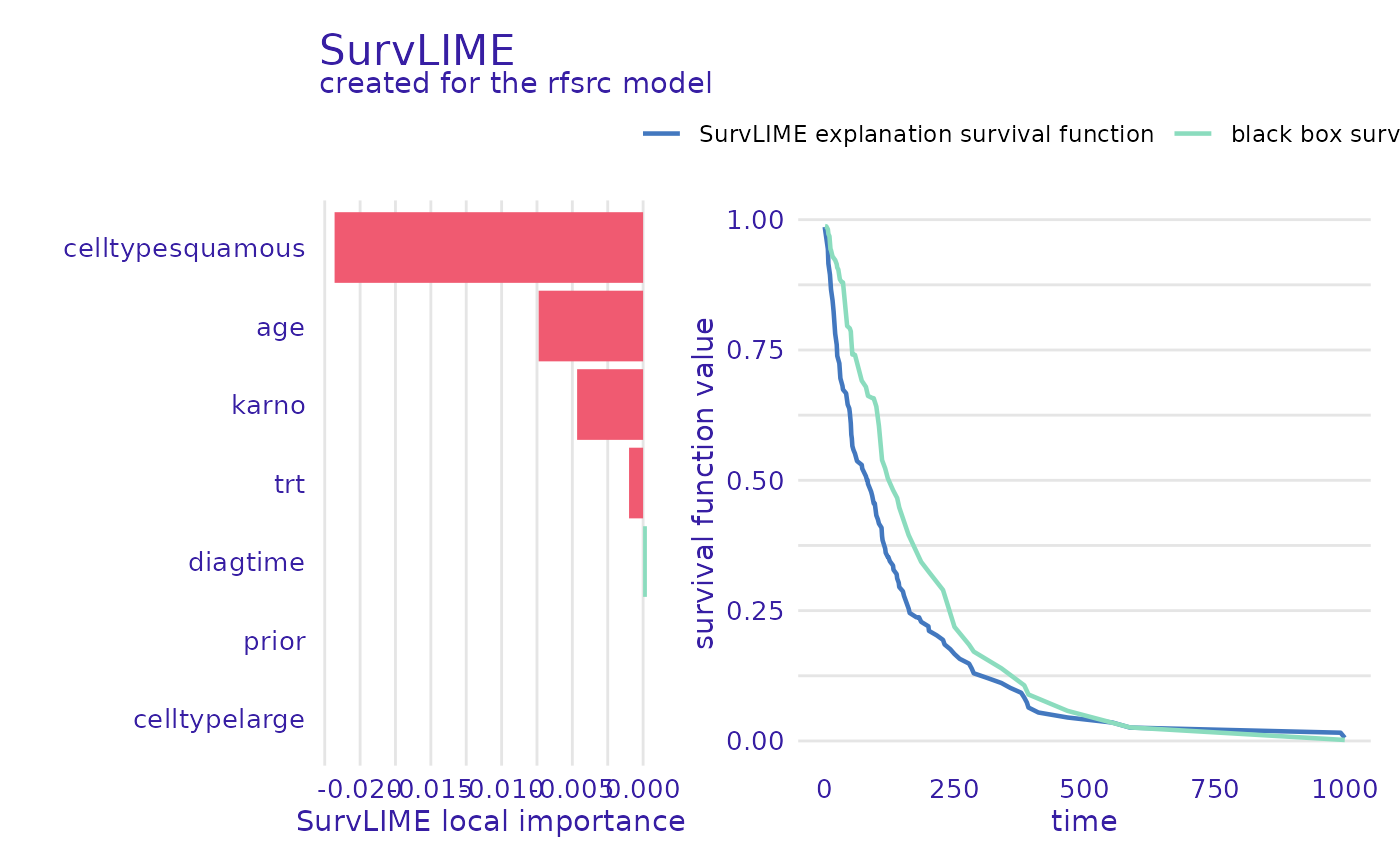 SurvLIME
created for the rfsrc model
SurvLIME explanation survival function
black box surv
celltypesquamous
age
karno
trt
diagtime
prior
celltypelarge
-0.020 -0.015 -0.010 -0.005 0.000
SurvLIME local importance
survival function value
1.00
0.75
0.50
0.25
0.00
0 250 500 750 1000
time